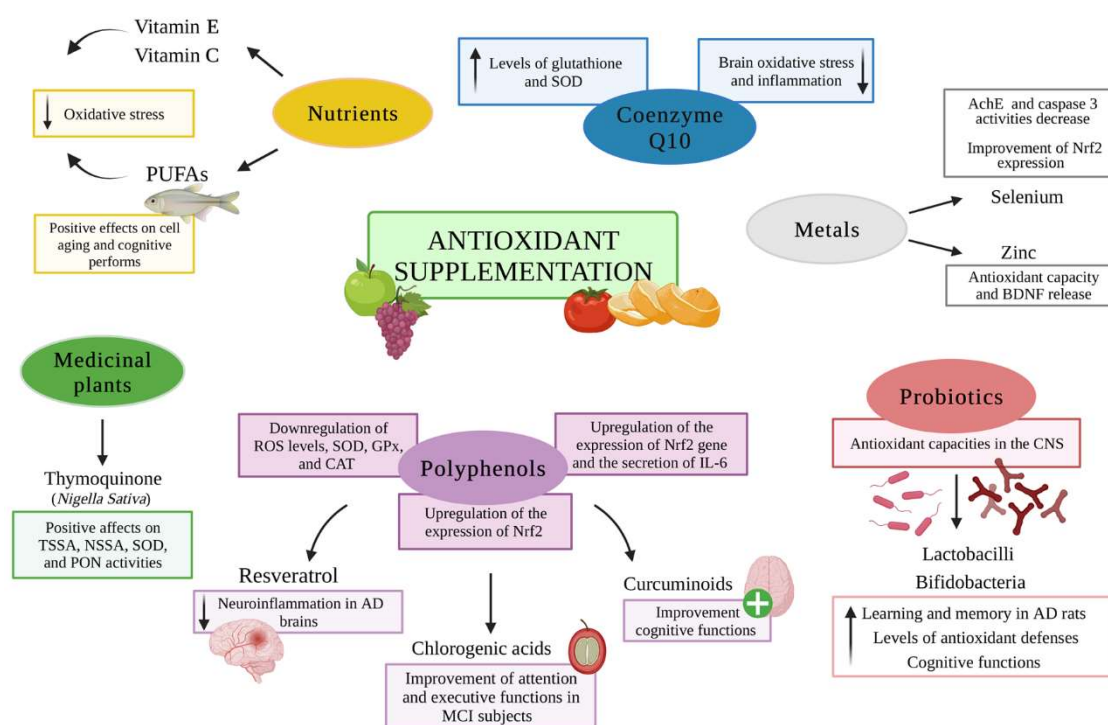 Vitamin E
Vitamin C
Nutrients
Oxidative stress
PUFAs
Positive effects on cell
aging and cognitive
performs
Levels of glutathione
and SOD
Brain oxidative stress
and inflammation
Coenzyme
Q10
AchE and caspase 3
activities decrease
Improvement of Nrf2
expression
Selenium
Metals
Zinc
Antioxidant capacity
and BDNF release
ANTIOXIDANT
SUPPLEMENTATION
Medicinal
plants
Thymoquinone
(Nigella Sativa)
Positive affects on
TSSA, NSSA, SOD,
and PON activities
Downregulation of
ROS levels, SOD, GPx,
and CAT
Polyphenols
Upregulation of the
expression of Nrf2 gene
and the secretion of IL-6
Upregulation of the
expression of Nrf2
Resveratrol
Neuroinflammation in AD
brains
Chlorogenic acids
Improvement of attention
and executive functions in
MCI subjects
Curcuminoids
Improvement
cognitive functions
Probiotics
Antioxidant capacities in the CNS
Lactobacilli
Bifidobacteria
Learning and memory in AD rats
Levels of antioxidant defenses
Cognitive functions